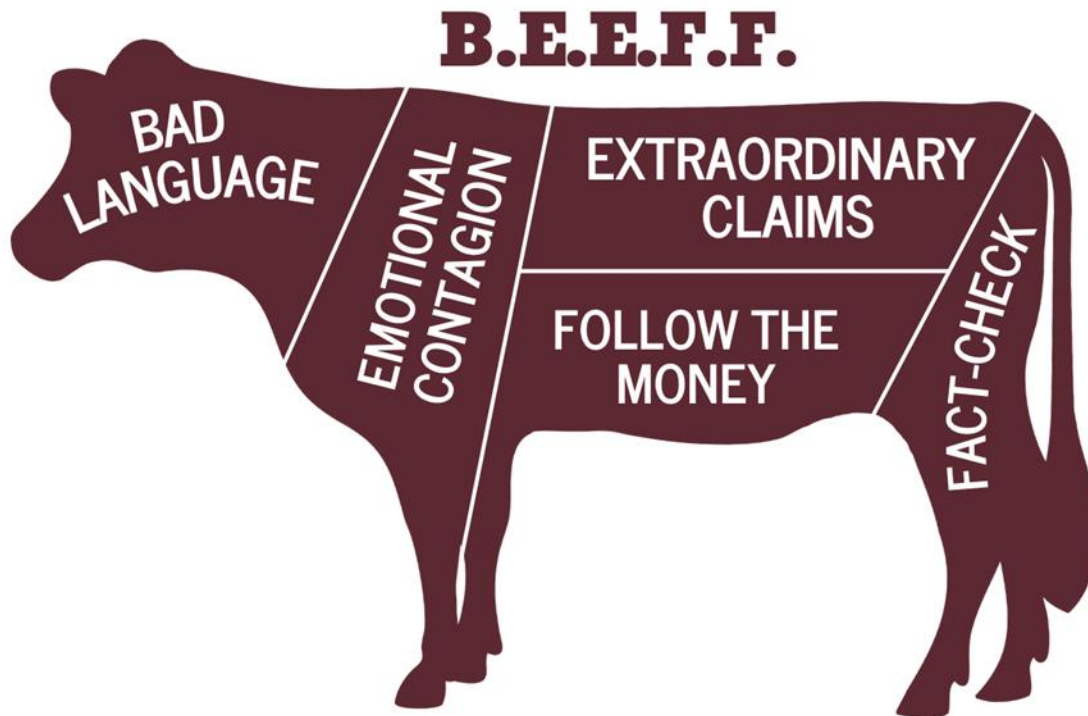 B.E.E.F.F.
BAD
LANGUAGE
EMOTIONAL
CONTAGION
EXTRAORDINARY
CLAIMS
FOLLOW THE
MONEY
FACT-CHECK